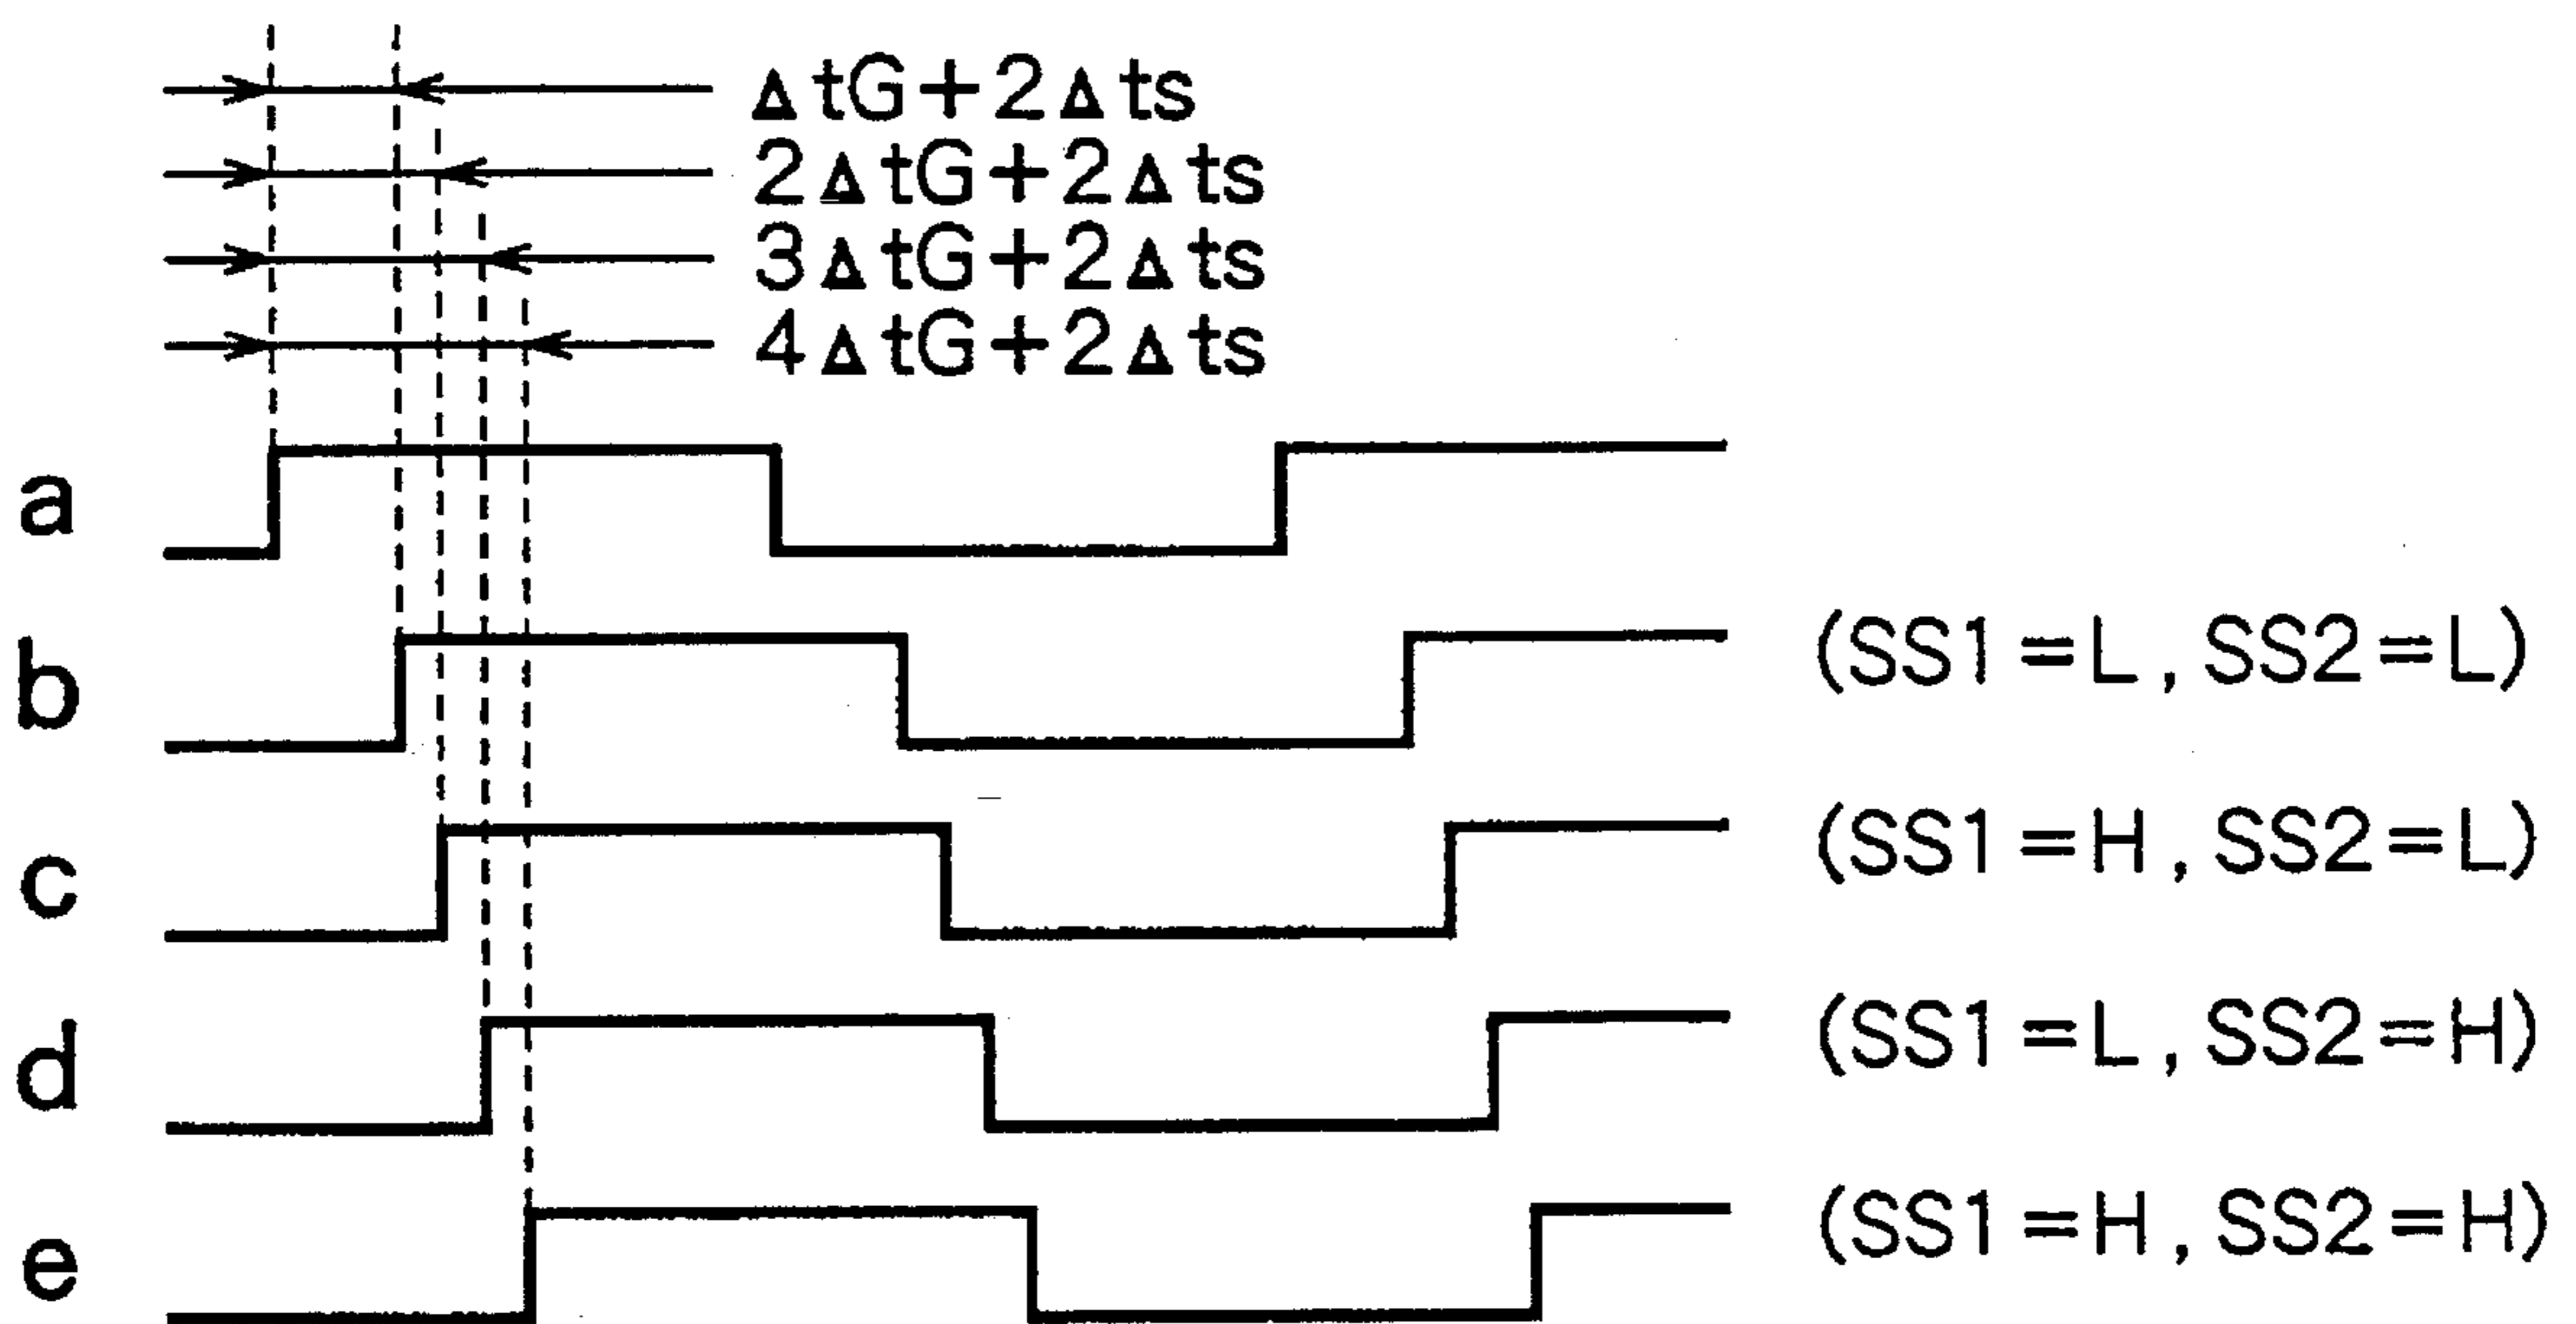 ΔtG+2Δts
2ΔtG+2Δts
3ΔtG+2Δts
4ΔtG+2Δts
a
b (SS1=L, SS2=L)
c (SS1=H, SS2=L)
d (SS1=L, SS2=H)
e (SS1=H, SS2=H)